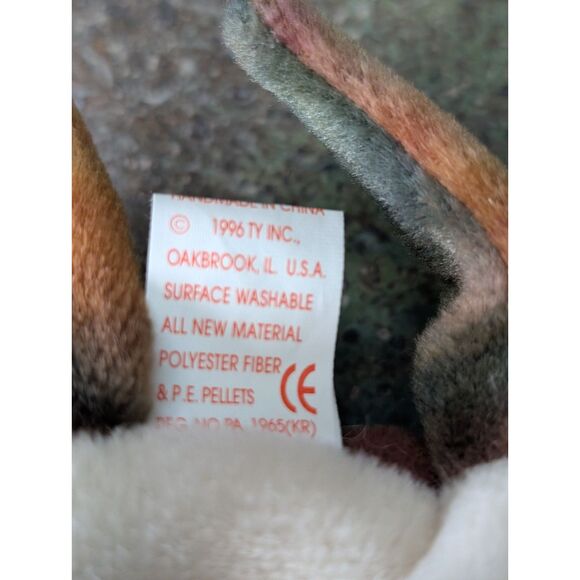 HANDMADE IN CHINA
© 1996 TY INC.,
OAKBROOK, IL. U.S.A.
SURFACE WASHABLE
ALL NEW MATERIAL
POLYESTER FIBER
& P.E. PELLETS
CE
REG. NO PA. 1965(KR)